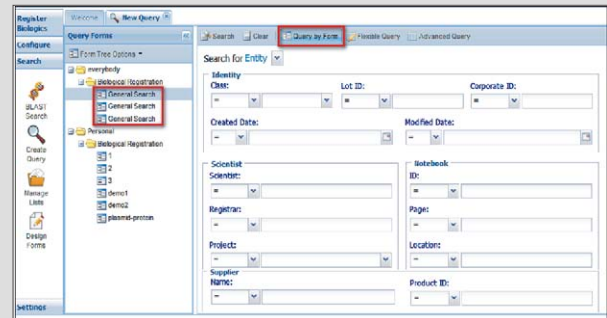 Register Biologics
Configure
Search
BLAST Search
Create Query
Manage Lists
Design Forms
Settings
Welcome
New Query
Query Forms
Form Tree Options
everybody
Biological Registration
General Search
General Search
General Search
Personal
Biological Registration
1
2
3
demo1
demo2
plasmid-protein
Search Clear Query by Form Flexible Query Advanced Query
Search for Entity
Identity
Class: Lot ID: Corporate ID:
= = =
Created Date: Modified Date:
= =
Scientist Notebook
Scientist: ID:
= =
Registrar: Page:
= =
Project: Location:
= =
Supplier
Name: Product ID:
= =